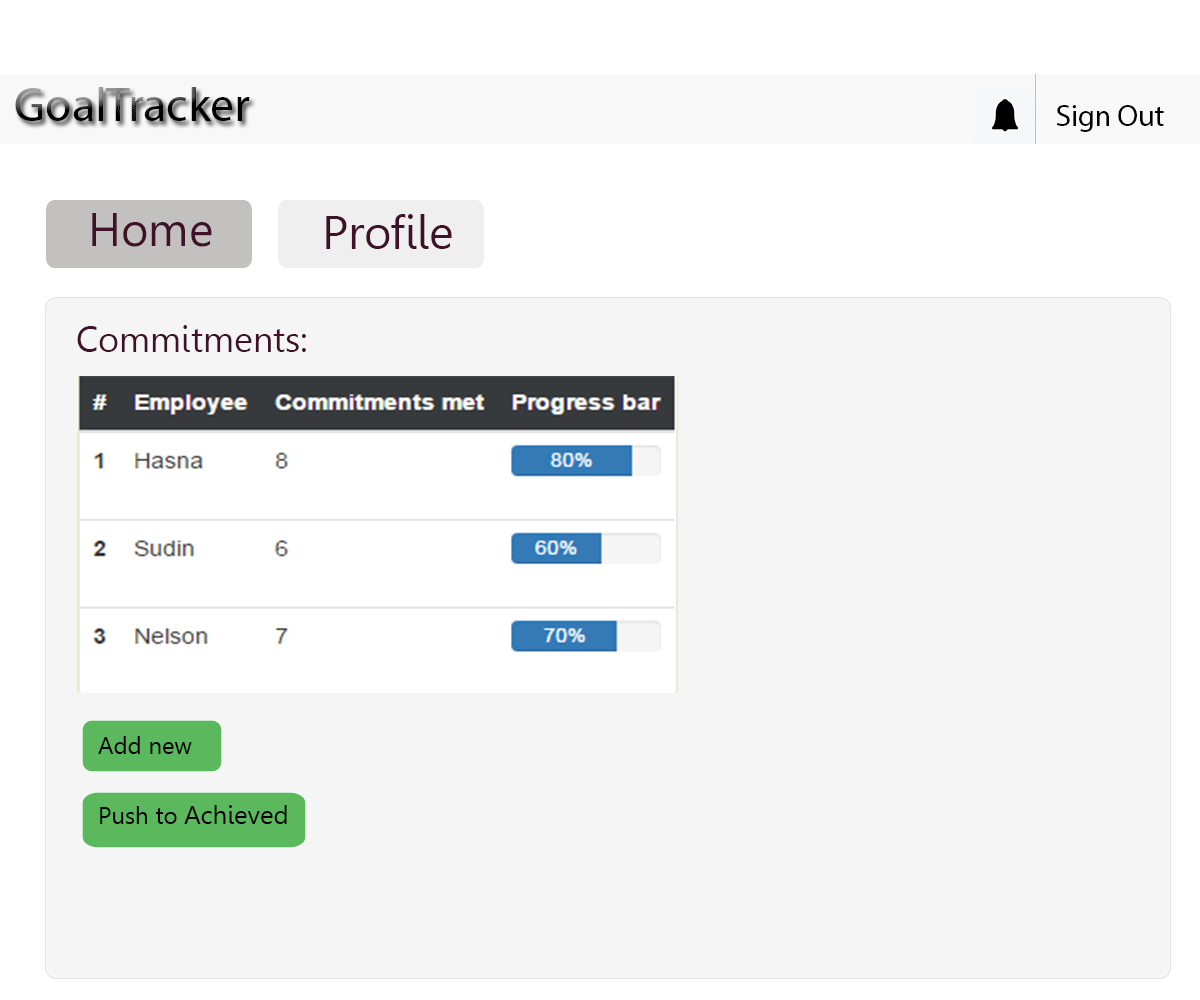 GoalTracker
Sign Out
Home Profile
Commitments:
# Employee Commitments met Progress bar
1 Hasna 8 80%
2 Sudin 6 60%
3 Nelson 7 70%
Add new
Push to Achieved